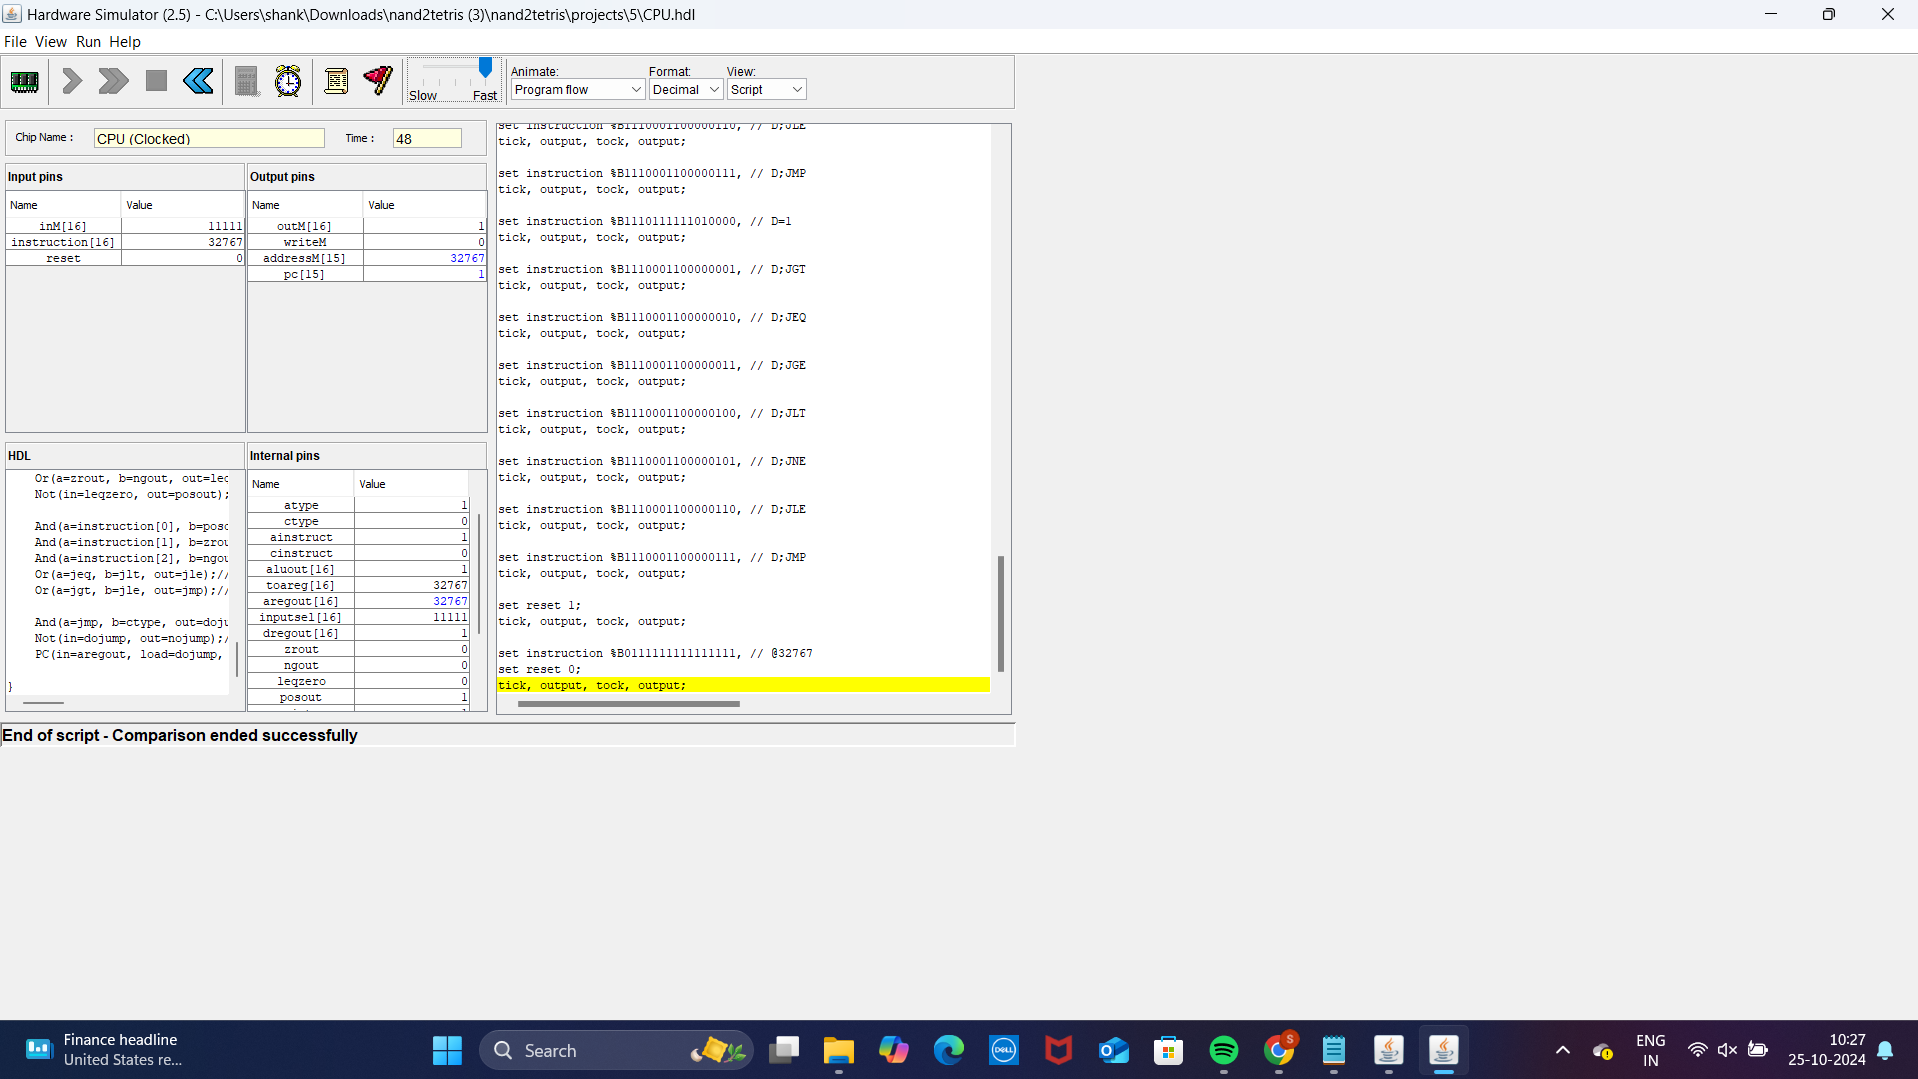 Hardware Simulator (2.5) - C:\Users\shank\Downloads\nand2tetris (3)\nand2tetris\projects\5\CPU.hdl
File View Run Help
Slow Fast
Animate: Format: View:
Program flow Decimal Script
Chip Name : CPU (Clocked) Time : 48
Input pins
Name Value
inM[16] 11111
instruction[16] 32767
reset 0
Output pins
Name Value
outM[16] 1
writeM 0
addressM[15] 32767
pc[15] 1
HDL
Or(a=zrout, b=ngout, out=leq
Not(in=leqzero, out=posout);
And(a=instruction[0], b=poso
And(a=instruction[1], b=zrou
And(a=instruction[2], b=ngou
Or(a=jeq, b=jlt, out=jle);//
Or(a=jgt, b=jle, out=jmp);//
And(a=jmp, b=ctype, out=doju
Not(in=dojump, out=nojump);/
PC(in=aregout, load=dojump,
}
Internal pins
Name Value
atype 1
ctype 0
ainstruct 1
cinstruct 0
aluout[16] 1
toareg[16] 32767
aregout[16] 32767
inputsel[16] 11111
dregout[16] 1
zrout 0
ngout 0
leqzero 0
posout 1
set instruction %B1110001100000110, // D;JLE
tick, output, tock, output;
set instruction %B1110001100000111, // D;JMP
tick, output, tock, output;
set instruction %B1110111111010000, // D=1
tick, output, tock, output;
set instruction %B1110001100000001, // D;JGT
tick, output, tock, output;
set instruction %B1110001100000010, // D;JEQ
tick, output, tock, output;
set instruction %B1110001100000011, // D;JGE
tick, output, tock, output;
set instruction %B1110001100000100, // D;JLT
tick, output, tock, output;
set instruction %B1110001100000101, // D;JNE
tick, output, tock, output;
set instruction %B1110001100000110, // D;JLE
tick, output, tock, output;
set instruction %B1110001100000111, // D;JMP
tick, output, tock, output;
set reset 1;
tick, output, tock, output;
set instruction %B0111111111111111, // @32767
set reset 0;
tick, output, tock, output;
End of script - Comparison ended successfully
Finance headline
United States re...
Search
DELL
S
ENG
IN
10:27
25-10-2024